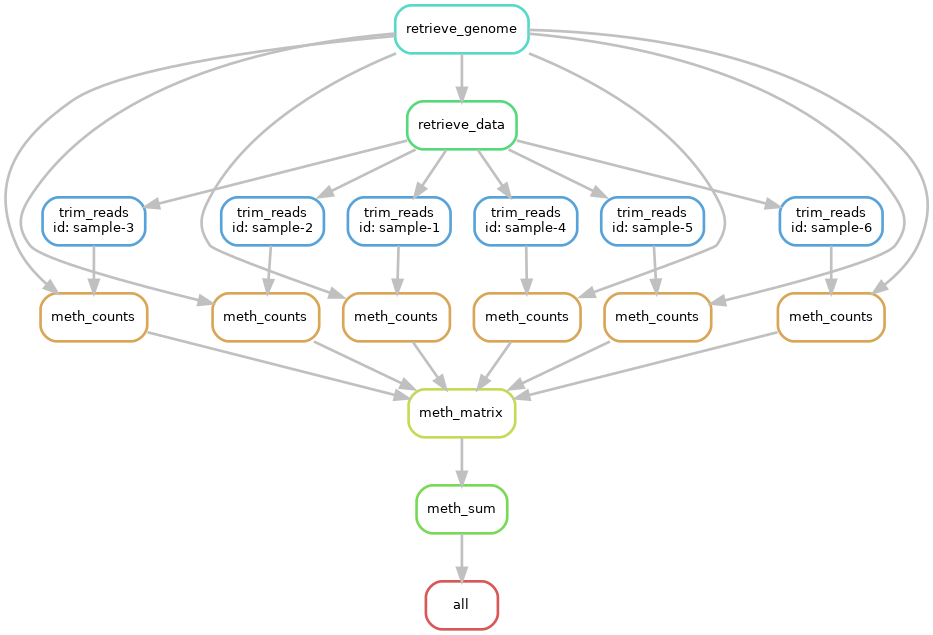 retrieve_genome
retrieve_data
trim_reads
id: sample-3
trim_reads
id: sample-2
trim_reads
id: sample-1
trim_reads
id: sample-4
trim_reads
id: sample-5
trim_reads
id: sample-6
meth_counts
meth_counts
meth_counts
meth_counts
meth_counts
meth_counts
meth_matrix
meth_sum
all